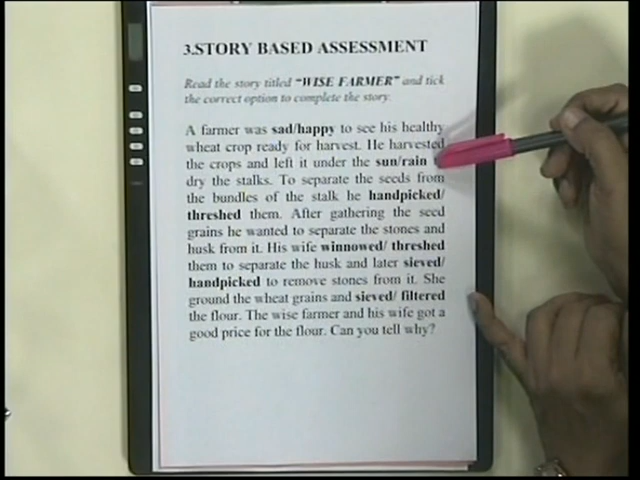 3.STORY BASED ASSESSMENT
Read the story titled "WISE FARMER" and tick
the correct option to complete the story.
A farmer was sad/happy to see his healthy
wheat crop ready for harvest. He harvested
the crops and left it under the sun/rain
dry the stalks. To separate the seeds from
the bundles of the stalk he handpicked/
threshed them. After gathering the seed
grains he wanted to separate the stones and
husk from it. His wife winnowed/ threshed
them to separate the husk and later sieved/
handpicked to remove stones from it. She
ground the wheat grains and sieved/ filtered
the flour. The wise farmer and his wife got a
good price for the flour. Can you tell why?